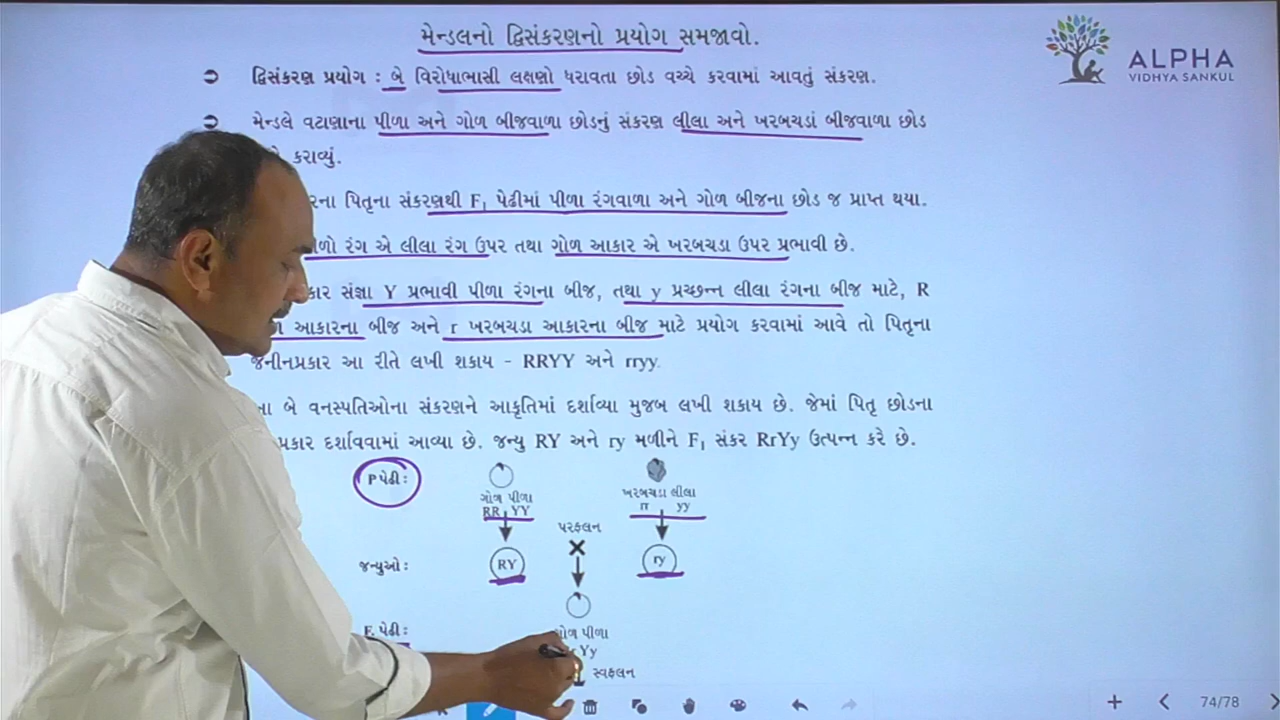 મેન્ડલનો દ્વિસંકરણનો પ્રયોગ સમજાવો.
ALPHA
VIDHYA SANKUL
દ્વિસંકરણ પ્રયોગ : બે વિરોધાભાસી લક્ષણો ધરાવતા છોડ વચ્ચે કરવામાં આવતું સંકરણ.
મેન્ડલે વટાણાના પીળા અને ગોળ બીજવાળા છોડનું સંકરણ લીલા અને ખરબચડાં બીજવાળા છોડ
કરાવ્યું.
પિતૃના સંકરણથી F₁ પેઢીમાં પીળા રંગવાળા અને ગોળ બીજના છોડ જ પ્રાપ્ત થયા.
રંગ એ લીલા રંગ ઉપર તથા ગોળ આકાર એ ખરબચડા ઉપર પ્રભાવી છે.
સંજ્ઞા Y પ્રભાવી પીળા રંગના બીજ, તથા y પ્રચ્છન્ન લીલા રંગના બીજ માટે, R
આકારના બીજ અને r ખરબચડા આકારના બીજ માટે પ્રયોગ કરવામાં આવે તો પિતૃના
જનીનપ્રકાર આ રીતે લખી શકાય - RRYY અને rryy.
બે વનસ્પતિઓના સંકરણને આકૃતિમાં દર્શાવ્યા મુજબ લખી શકાય છે. જેમાં પિતૃ છોડના
પ્રકાર દર્શાવવામાં આવ્યા છે. જન્યુ RY અને ry મળીને F₁ સંકર RrYy ઉત્પન્ન કરે છે.
P પેઢી :
ગોળ પીળા
ખરબચડા લીલા
RR YY
rr yy
પરફલન
જન્યુઓ :
RY
ry
પેઢી :
પીળા
Yy
સ્વફલન
74/78